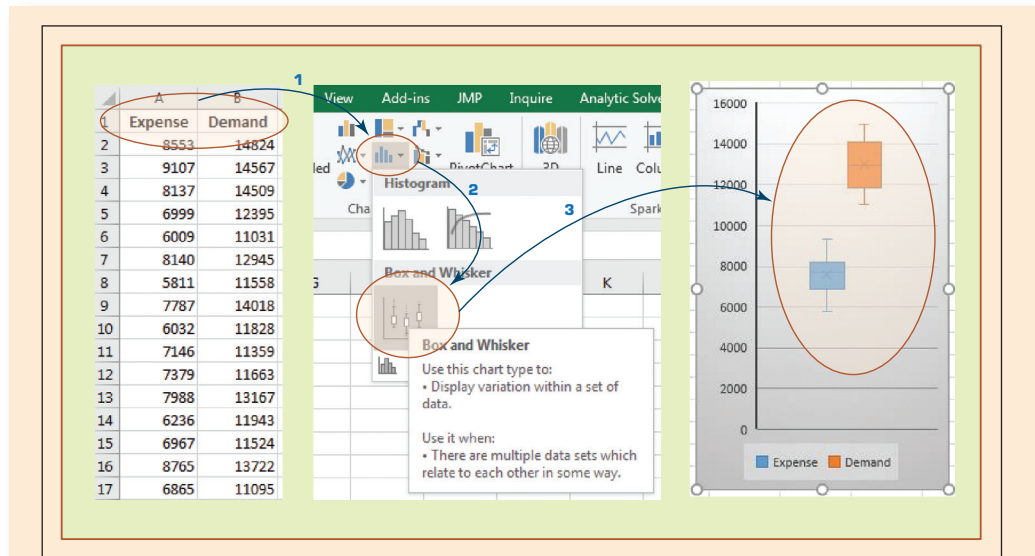 1
A B
1 Expense Demand
2 8553 14824
3 9107 14567
4 8137 14509
5 6999 12395
6 6009 11031
7 8140 12945
8 5811 11558
9 7787 14018
10 6032 11828
11 7146 11359
12 7379 11663
13 7988 13167
14 6236 11943
15 6967 11524
16 8765 13722
17 6865 11095
View Add-ins JMP Inquire Analytic Solve
led PivotChart 3D Line Colu
Cha Spark
Histogram
2
3
Box and Whisker
K
Box and Whisker
Use this chart type to:
• Display variation within a set of
data.
Use it when:
• There are multiple data sets which
relate to each other in some way.
16000
14000
12000
10000
8000
6000
4000
2000
0
Expense Demand